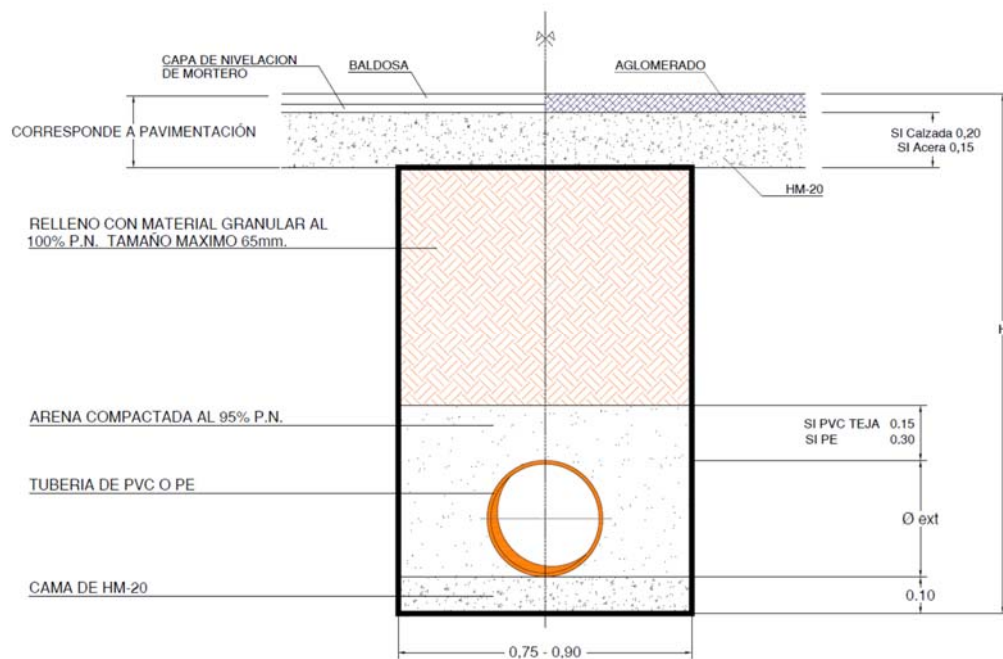 CAPA DE NIVELACION
DE MORTERO
BALDOSA
AGLOMERADO
CORRESPONDE A PAVIMENTACIÓN
SI Calzada 0,20
SI Acera 0,15
HM-20
RELLENO CON MATERIAL GRANULAR AL
100% P.N. TAMAÑO MAXIMO 65mm.
H
ARENA COMPACTADA AL 95% P.N.
SI PVC TEJA 0.15
SI PE 0.30
TUBERIA DE PVC O PE
Ø ext
CAMA DE HM-20
0.10
0,75 - 0,90